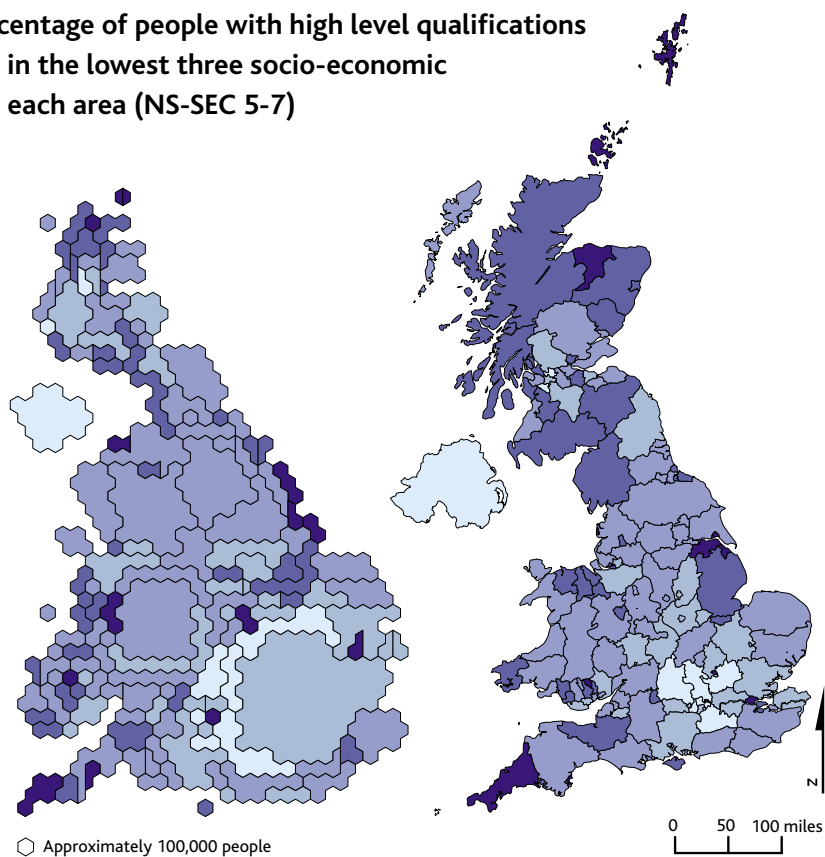 centage of people with high level qualifications
in the lowest three socio-economic
each area (NS-SEC 5-7)
Approximately 100,000 people
N
0 50 100 miles